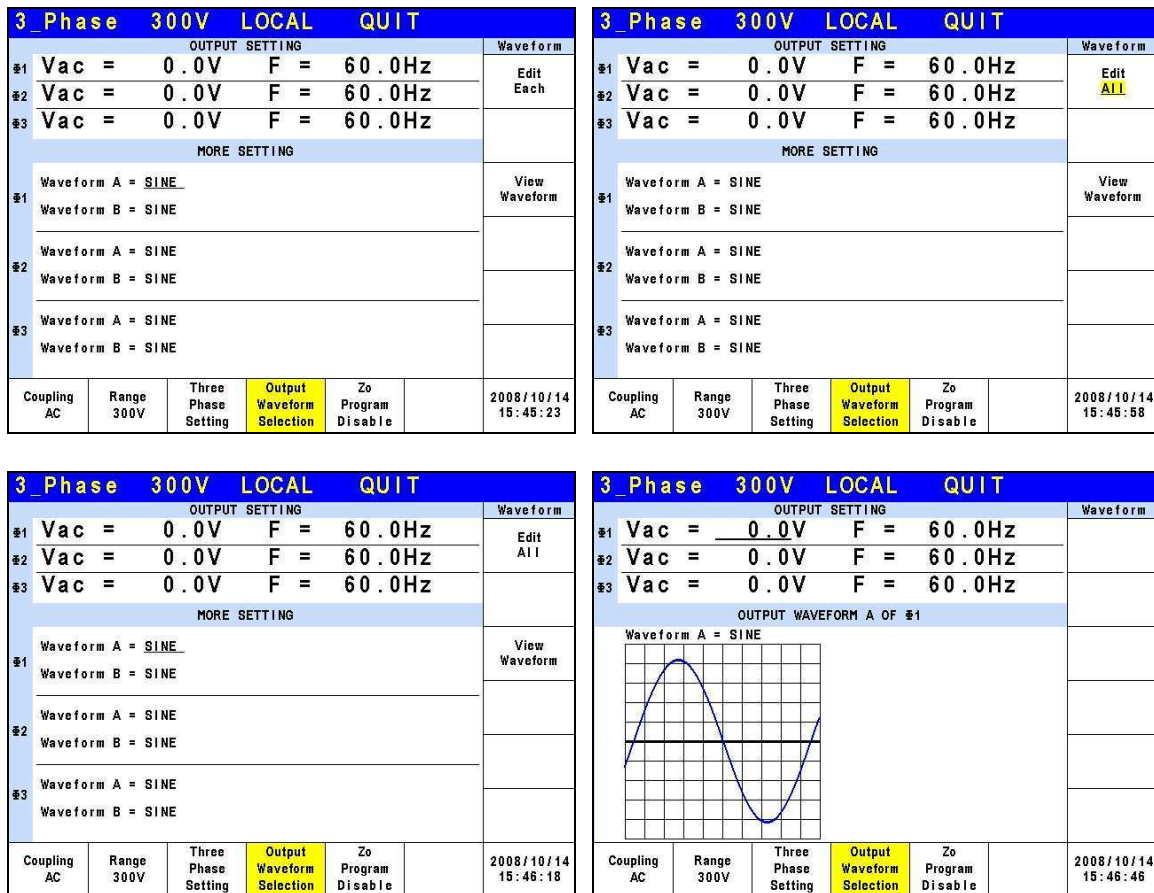 3_Phase 300V LOCAL QUIT
OUTPUT SETTING Waveform
Φ1 Vac = 0.0V F = 60.0Hz
Φ2 Vac = 0.0V F = 60.0Hz
Φ3 Vac = 0.0V F = 60.0Hz
Edit
Each
MORE SETTING
Φ1
Waveform A = SINE
Waveform B = SINE
View
Waveform
Φ2
Waveform A = SINE
Waveform B = SINE
Φ3
Waveform A = SINE
Waveform B = SINE
Coupling
AC
Range
300V
Three
Phase
Setting
Output
Waveform
Selection
Zo
Program
Disable
2008/10/14
15:45:23
3_Phase 300V LOCAL QUIT
OUTPUT SETTING Waveform
Φ1 Vac = 0.0V F = 60.0Hz
Φ2 Vac = 0.0V F = 60.0Hz
Φ3 Vac = 0.0V F = 60.0Hz
Edit
All
MORE SETTING
Φ1
Waveform A = SINE
Waveform B = SINE
View
Waveform
Φ2
Waveform A = SINE
Waveform B = SINE
Φ3
Waveform A = SINE
Waveform B = SINE
Coupling
AC
Range
300V
Three
Phase
Setting
Output
Waveform
Selection
Zo
Program
Disable
2008/10/14
15:45:58
3_Phase 300V LOCAL QUIT
OUTPUT SETTING Waveform
Φ1 Vac = 0.0V F = 60.0Hz
Φ2 Vac = 0.0V F = 60.0Hz
Φ3 Vac = 0.0V F = 60.0Hz
Edit
All
MORE SETTING
Φ1
Waveform A = SINE
Waveform B = SINE
View
Waveform
Φ2
Waveform A = SINE
Waveform B = SINE
Φ3
Waveform A = SINE
Waveform B = SINE
Coupling
AC
Range
300V
Three
Phase
Setting
Output
Waveform
Selection
Zo
Program
Disable
2008/10/14
15:46:18
3_Phase 300V LOCAL QUIT
OUTPUT SETTING Waveform
Φ1 Vac = 0.0V F = 60.0Hz
Φ2 Vac = 0.0V F = 60.0Hz
Φ3 Vac = 0.0V F = 60.0Hz
OUTPUT WAVEFORM A OF Φ1
Waveform A = SINE
Coupling
AC
Range
300V
Three
Phase
Setting
Output
Waveform
Selection
Zo
Program
Disable
2008/10/14
15:46:46